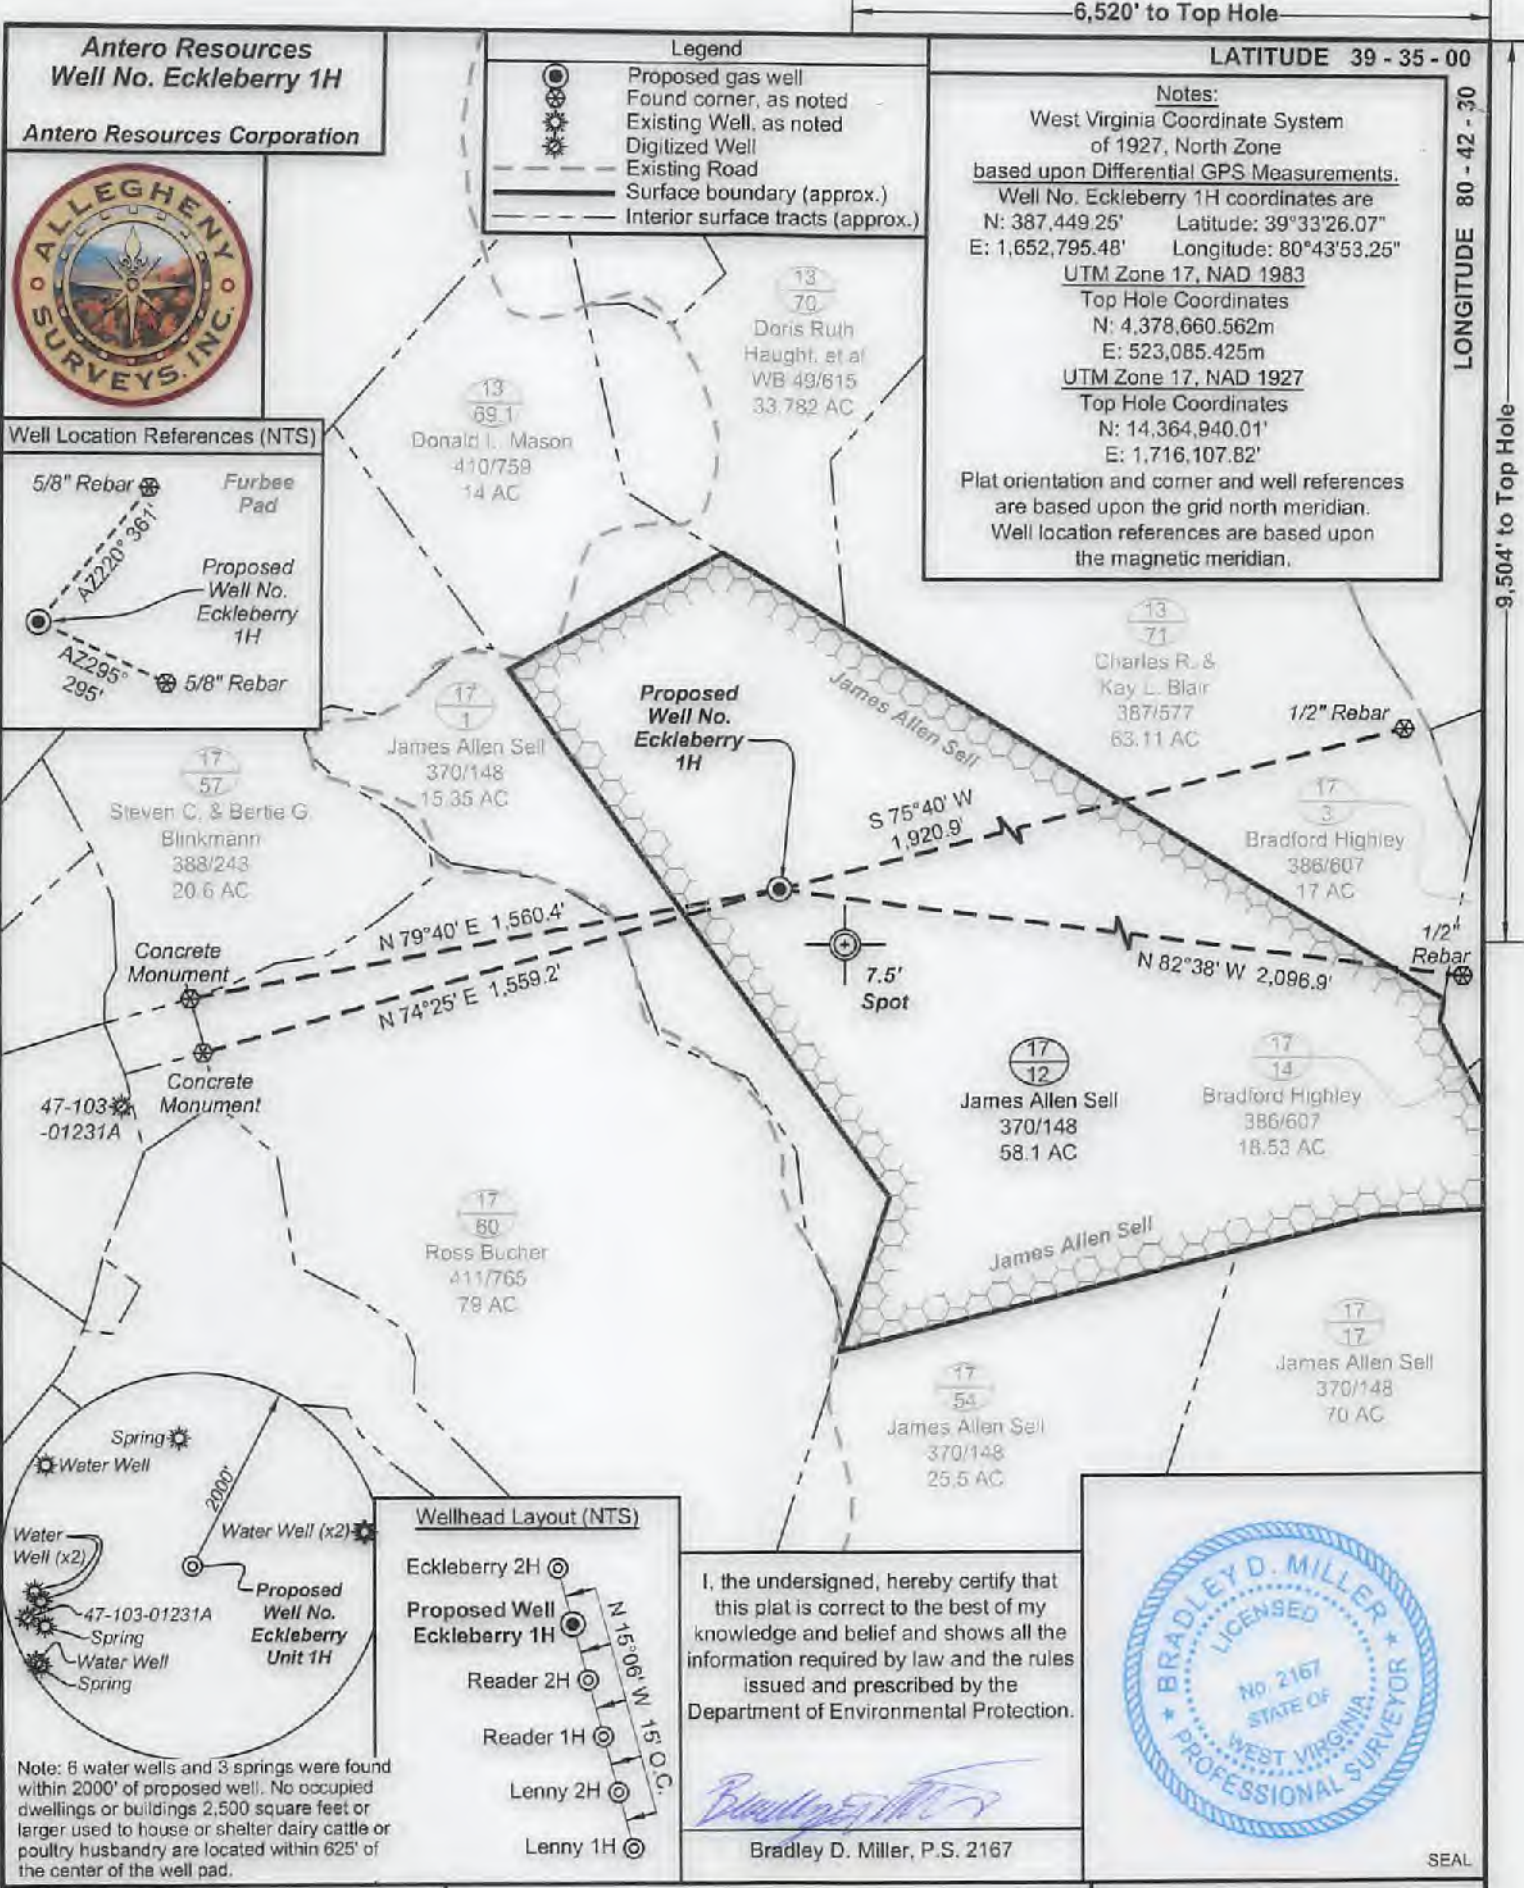 6,520' to Top Hole
Antero Resources
Well No. Eckleberry 1H
Antero Resources Corporation
ALLEGHENY
SURVEYS, INC.
Legend
Proposed gas well
Found corner, as noted
Existing Well, as noted
Digitized Well
Existing Road
Surface boundary (approx.)
Interior surface tracts (approx.)
LATITUDE 39 - 35 - 00
LONGITUDE 80 - 42 - 30
9,504' to Top Hole
Notes:
West Virginia Coordinate System
of 1927, North Zone
based upon Differential GPS Measurements.
Well No. Eckleberry 1H coordinates are
N: 387,449.25' Latitude: 39°33'26.07"
E: 1,652,795.48' Longitude: 80°43'53.25"
UTM Zone 17, NAD 1983
Top Hole Coordinates
N: 4,378,660.562m
E: 523,085.425m
UTM Zone 17, NAD 1927
Top Hole Coordinates
N: 14,364,940.01'
E: 1,716,107.82'
Plat orientation and corner and well references
are based upon the grid north meridian.
Well location references are based upon
the magnetic meridian.
13
70
Doris Ruth
Haught, et al
WB 49/615
33.782 AC
13
69.1
Donald L. Mason
410/759
14 AC
Well Location References (NTS)
5/8" Rebar
Furbee
Pad
AZ220° 361'
Proposed
Well No.
Eckleberry
1H
AZ295°
295'
5/8" Rebar
13
71
Charles R. &
Kay L. Blair
387/577
63.11 AC
1/2" Rebar
17
1
James Allen Sell
370/148
15.35 AC
Proposed
Well No.
Eckleberry
1H
James Allen Sell
17
57
Steven C. & Bertie G.
Blinkmann
388/243
20.6 AC
S 75°40' W
1,920.9'
17
3
Bradford Highley
386/607
17 AC
N 79°40' E 1,560.4'
N 74°25' E 1,559.2'
Concrete
Monument
7.5'
Spot
N 82°38' W 2,096.9'
1/2"
Rebar
Concrete
Monument
47-103-
-01231A
17
12
James Allen Sell
370/148
58.1 AC
17
14
Bradford Highley
386/607
18.53 AC
17
60
Ross Bucher
411/765
79 AC
James Allen Sell
17
54
James Allen Sell
370/148
25.5 AC
17
17
James Allen Sell
370/148
70 AC
Spring
Water Well
2000'
Water Well (x2)
Water
Well (x2)
47-103-01231A
Spring
Water Well
Spring
Proposed
Well No.
Eckleberry
Unit 1H
Note: 6 water wells and 3 springs were found
within 2000' of proposed well. No occupied
dwellings or buildings 2,500 square feet or
larger used to house or shelter dairy cattle or
poultry husbandry are located within 625' of
the center of the well pad.
Wellhead Layout (NTS)
Eckleberry 2H
Proposed Well
Eckleberry 1H
Reader 2H
Reader 1H
Lenny 2H
Lenny 1H
N 15°06' W 15' O.C.
I, the undersigned, hereby certify that
this plat is correct to the best of my
knowledge and belief and shows all the
information required by law and the rules
issued and prescribed by the
Department of Environmental Protection.
Bradley D. Miller, P.S. 2167
BRADLEY D. MILLER
LICENSED
No. 2167
STATE OF
WEST VIRGINIA
PROFESSIONAL SURVEYOR
SEAL